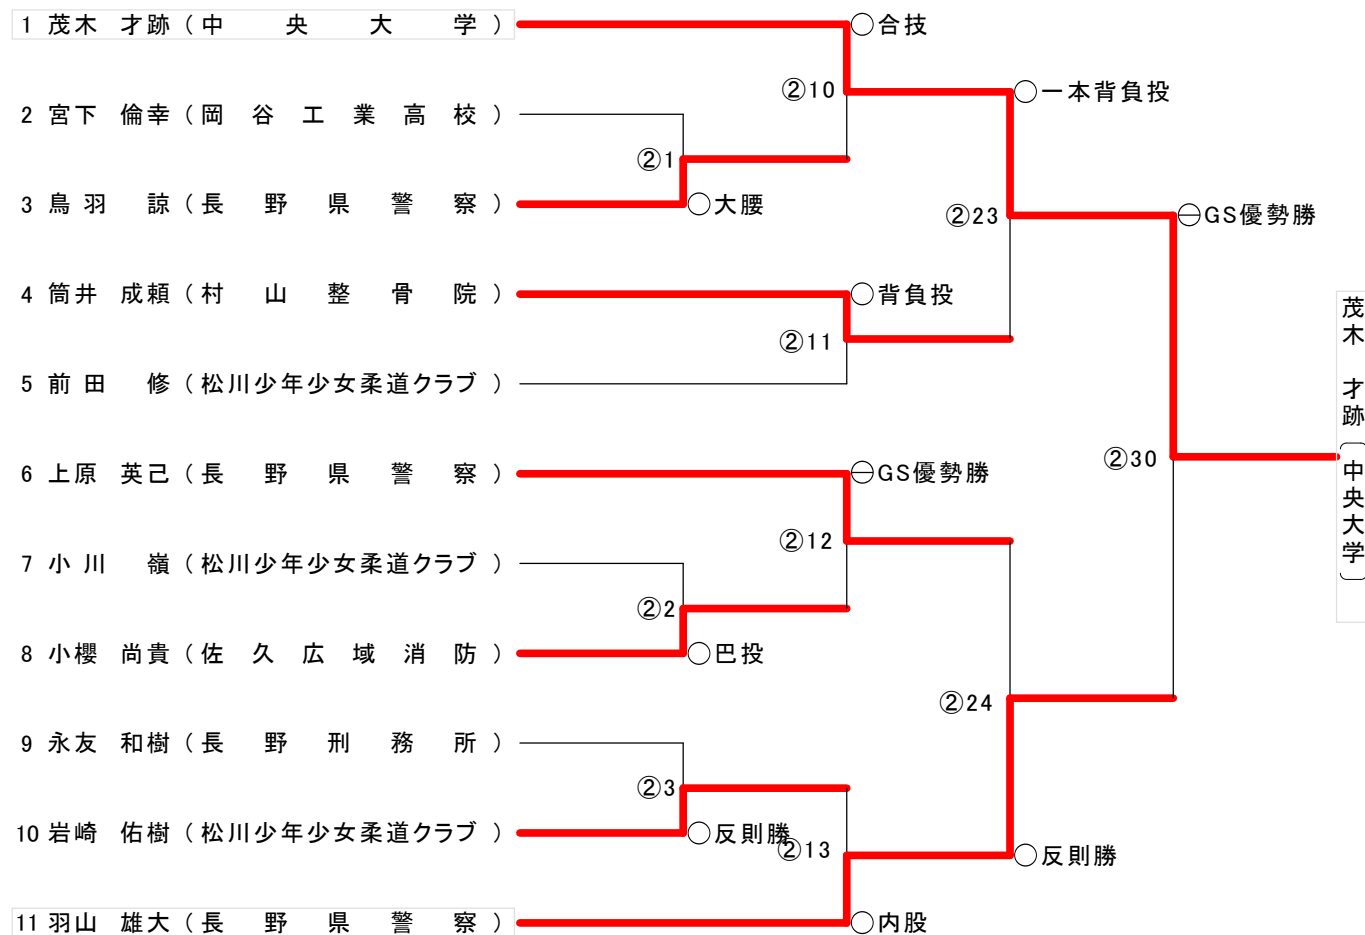 1 茂木 才跡（中央大学）
○合技
②10
○一本背負投
2 宮下 倫幸（岡谷工業高校）
②1
3 鳥羽 諒（長野県警察）
○大腰
②23
⊖GS優勢勝
4 筒井 成頼（村山整骨院）
○背負投
②11
5 前田 修（松川少年少女柔道クラブ）
茂木 才跡（中央大学）
②30
6 上原 英己（長野県警察）
⊖GS優勢勝
②12
7 小川 嶺（松川少年少女柔道クラブ）
②2
8 小櫻 尚貴（佐久広域消防）
○巴投
②24
9 永友 和樹（長野刑務所）
②3
10 岩崎 佑樹（松川少年少女柔道クラブ）
○反則勝
②13
○反則勝
11 羽山 雄大（長野県警察）
○内股